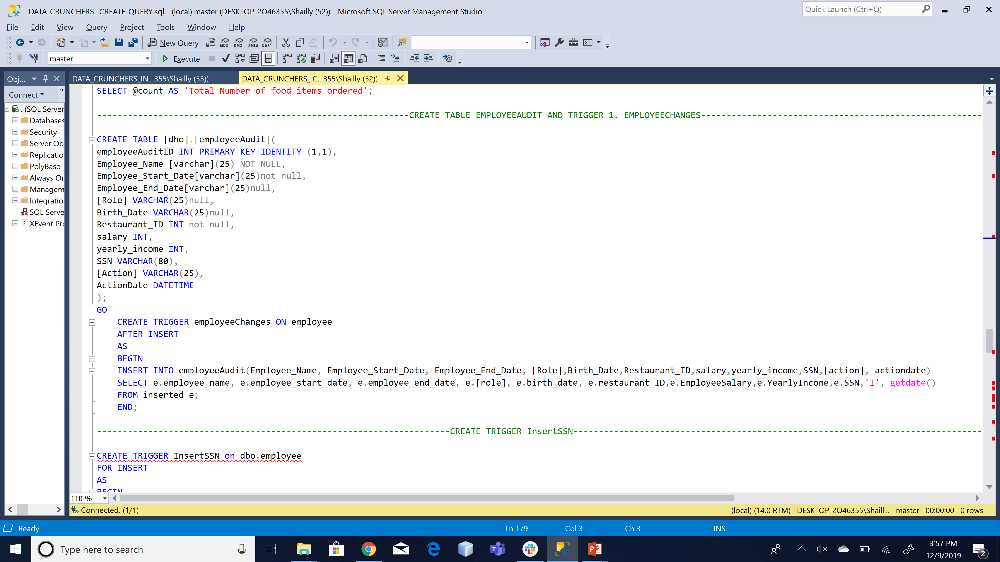 DATA_CRUNCHERS_ CREATE_QUERY.sql - (local).master (DESKTOP-2O46355\Shailly (52)) - Microsoft SQL Server Management Studio
Quick Launch (Ctrl+Q)
File Edit View Query Project Tools Window Help
New Query MDX DMX XMLA DAX
master Execute
Obj... DATA_CRUNCHERS_IN...355\Shailly (53)) DATA_CRUNCHERS_ C...355\Shailly (52))
Connect
. (SQL Server
Databases
Security
Server Ob
Replicatio
PolyBase
Always Or
Managem
Integratio
SQL Serve
XEvent Pro
SELECT @count AS 'Total Number of food items ordered';
-------------------------------------------------------------CREATE TABLE EMPLOYEEAUDIT AND TRIGGER 1. EMPLOYEECHANGES-------------------------------------------------------
CREATE TABLE [dbo].[employeeAudit](
employeeAuditID INT PRIMARY KEY IDENTITY (1,1),
Employee_Name [varchar](25) NOT NULL,
Employee_Start_Date[varchar](25)not null,
Employee_End_Date[varchar](25)null,
[Role] VARCHAR(25)null,
Birth_Date VARCHAR(25)null,
Restaurant_ID INT not null,
salary INT,
yearly_income INT,
SSN VARCHAR(80),
[Action] VARCHAR(25),
ActionDate DATETIME
);
GO
CREATE TRIGGER employeeChanges ON employee
AFTER INSERT
AS
BEGIN
INSERT INTO employeeAudit(Employee_Name, Employee_Start_Date, Employee_End_Date, [Role],Birth_Date,Restaurant_ID,salary,yearly_income,SSN,[action], actiondate)
SELECT e.employee_name, e.employee_start_date, e.employee_end_date, e.[role], e.birth_date, e.restaurant_ID,e.EmployeeSalary,e.YearlyIncome,e.SSN,'I', getdate()
FROM inserted e;
END;
---------------------------------------------------------------------CREATE TRIGGER InsertSSN--------------------------------------------------------------------------------
CREATE TRIGGER InsertSSN on dbo.employee
FOR INSERT
AS
BEGIN
110 %
Connected. (1/1) (local) (14.0 RTM) DESKTOP-2O46355\Shaill... master 00:00:00 0 rows
Ready Ln 179 Col 3 Ch 3 INS
Type here to search
3:57 PM
12/9/2019
2